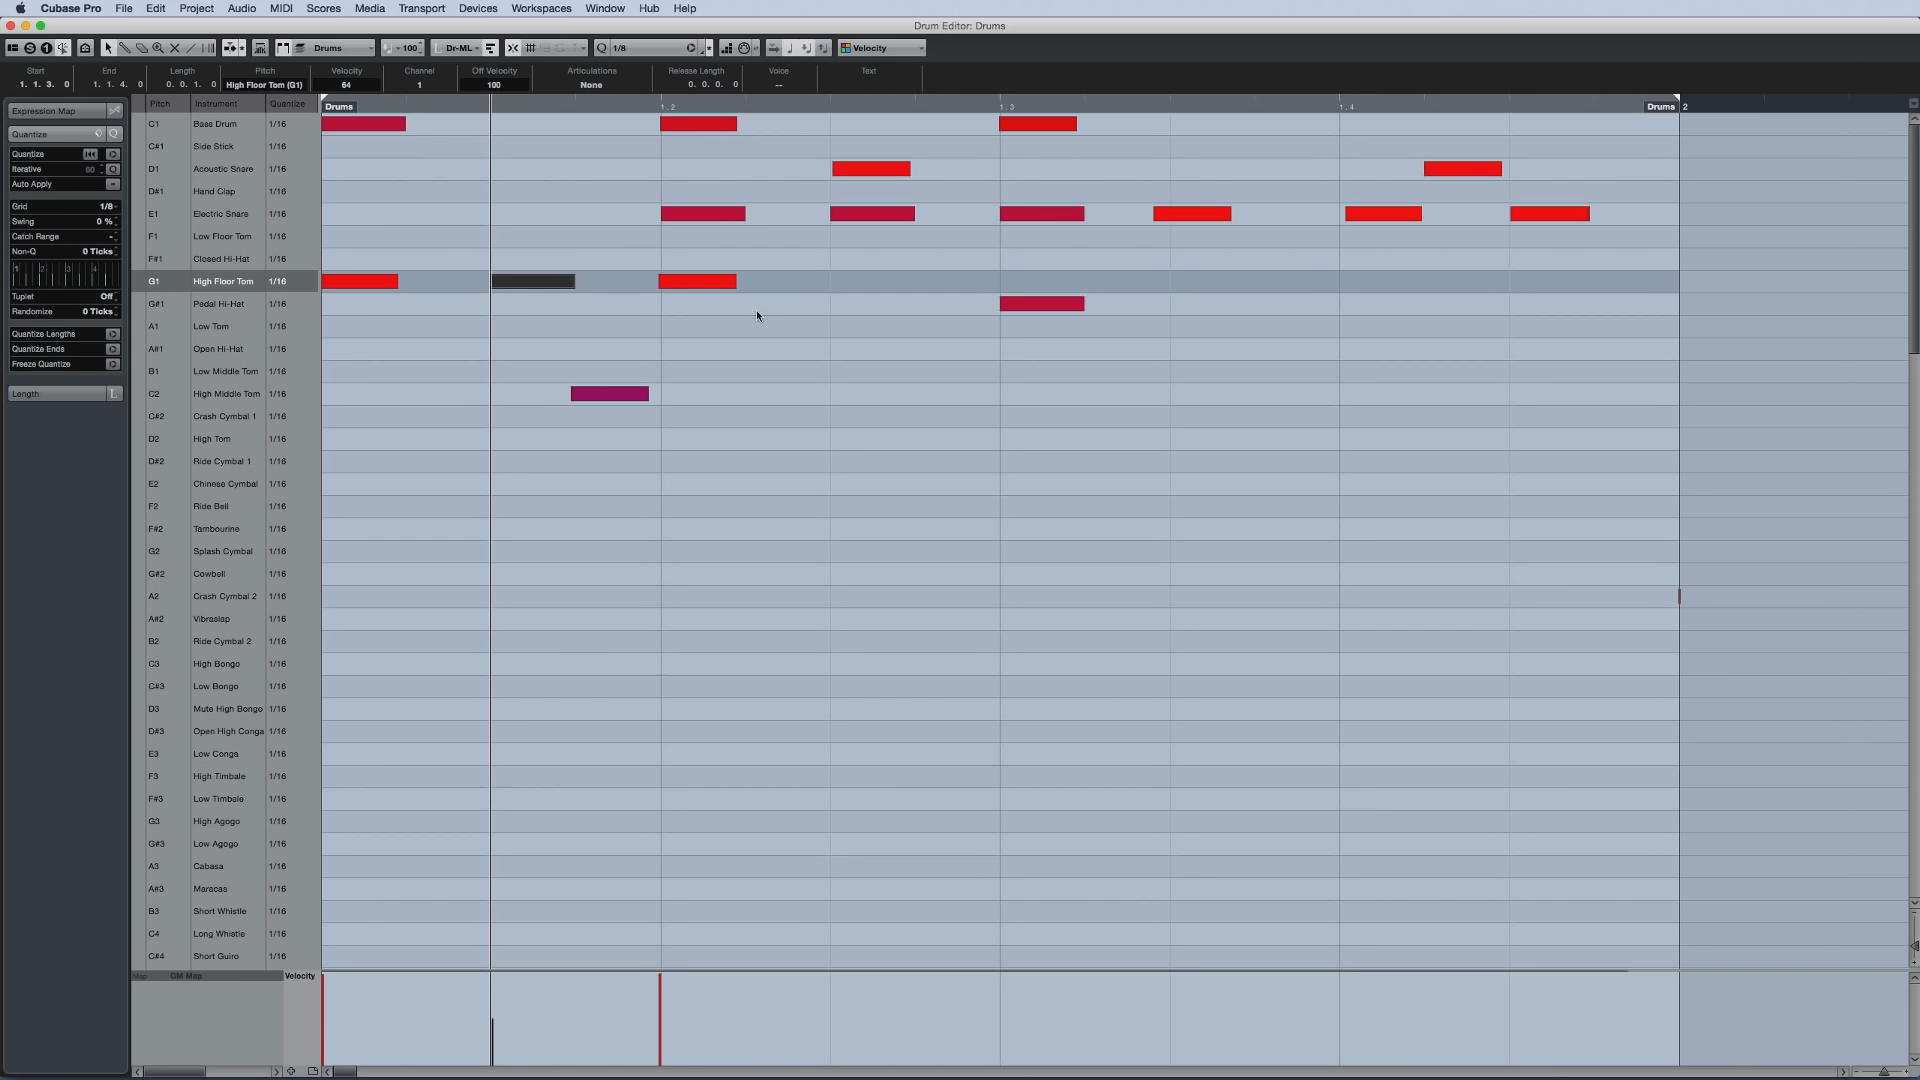 Cubase Pro File Edit Project Audio MIDI Scores Media Transport Devices Workspaces Window Hub Help
Drum Editor: Drums
Drums 100 Dr-ML Q 1/8 Velocity
Start End Length Pitch Velocity Channel Off Velocity Articulations Release Length Voice Text
1. 1. 3. 0 1. 1. 4. 0 0. 0. 1. 0 High Floor Tom (G1) 64 1 100 None 0. 0. 0. 0 --
Expression Map
Quantize
Quantize
Iterative 60
Auto Apply
Grid 1/8
Swing 0 %
Catch Range -
Non-Q 0 Ticks
1 2 3 4
Tuplet Off
Randomize 0 Ticks
Quantize Lengths
Quantize Ends
Freeze Quantize
Length L
Pitch Instrument Quantize
Drums 1.2 1.3 1.4 Drums 2
C1 Bass Drum 1/16
C#1 Side Stick 1/16
D1 Acoustic Snare 1/16
D#1 Hand Clap 1/16
E1 Electric Snare 1/16
F1 Low Floor Tom 1/16
F#1 Closed Hi-Hat 1/16
G1 High Floor Tom 1/16
G#1 Pedal Hi-Hat 1/16
A1 Low Tom 1/16
A#1 Open Hi-Hat 1/16
B1 Low Middle Tom 1/16
C2 High Middle Tom 1/16
C#2 Crash Cymbal 1 1/16
D2 High Tom 1/16
D#2 Ride Cymbal 1 1/16
E2 Chinese Cymbal 1/16
F2 Ride Bell 1/16
F#2 Tambourine 1/16
G2 Splash Cymbal 1/16
G#2 Cowbell 1/16
A2 Crash Cymbal 2 1/16
A#2 Vibraslap 1/16
B2 Ride Cymbal 2 1/16
C3 High Bongo 1/16
C#3 Low Bongo 1/16
D3 Mute High Bongo 1/16
D#3 Open High Conga 1/16
E3 Low Conga 1/16
F3 High Timbale 1/16
F#3 Low Timbale 1/16
G3 High Agogo 1/16
G#3 Low Agogo 1/16
A3 Cabasa 1/16
A#3 Maracas 1/16
B3 Short Whistle 1/16
C4 Long Whistle 1/16
C#4 Short Guiro 1/16
Map GM Map Velocity